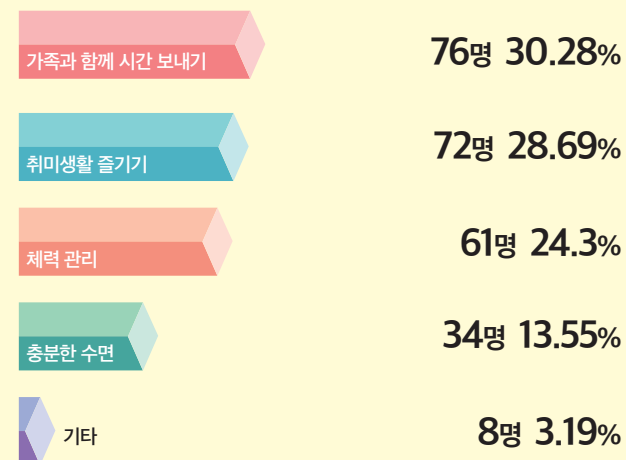 가족과 함께 시간 보내기 76명 30.28%
취미생활 즐기기 72명 28.69%
체력 관리 61명 24.3%
충분한 수면 34명 13.55%
기타 8명 3.19%